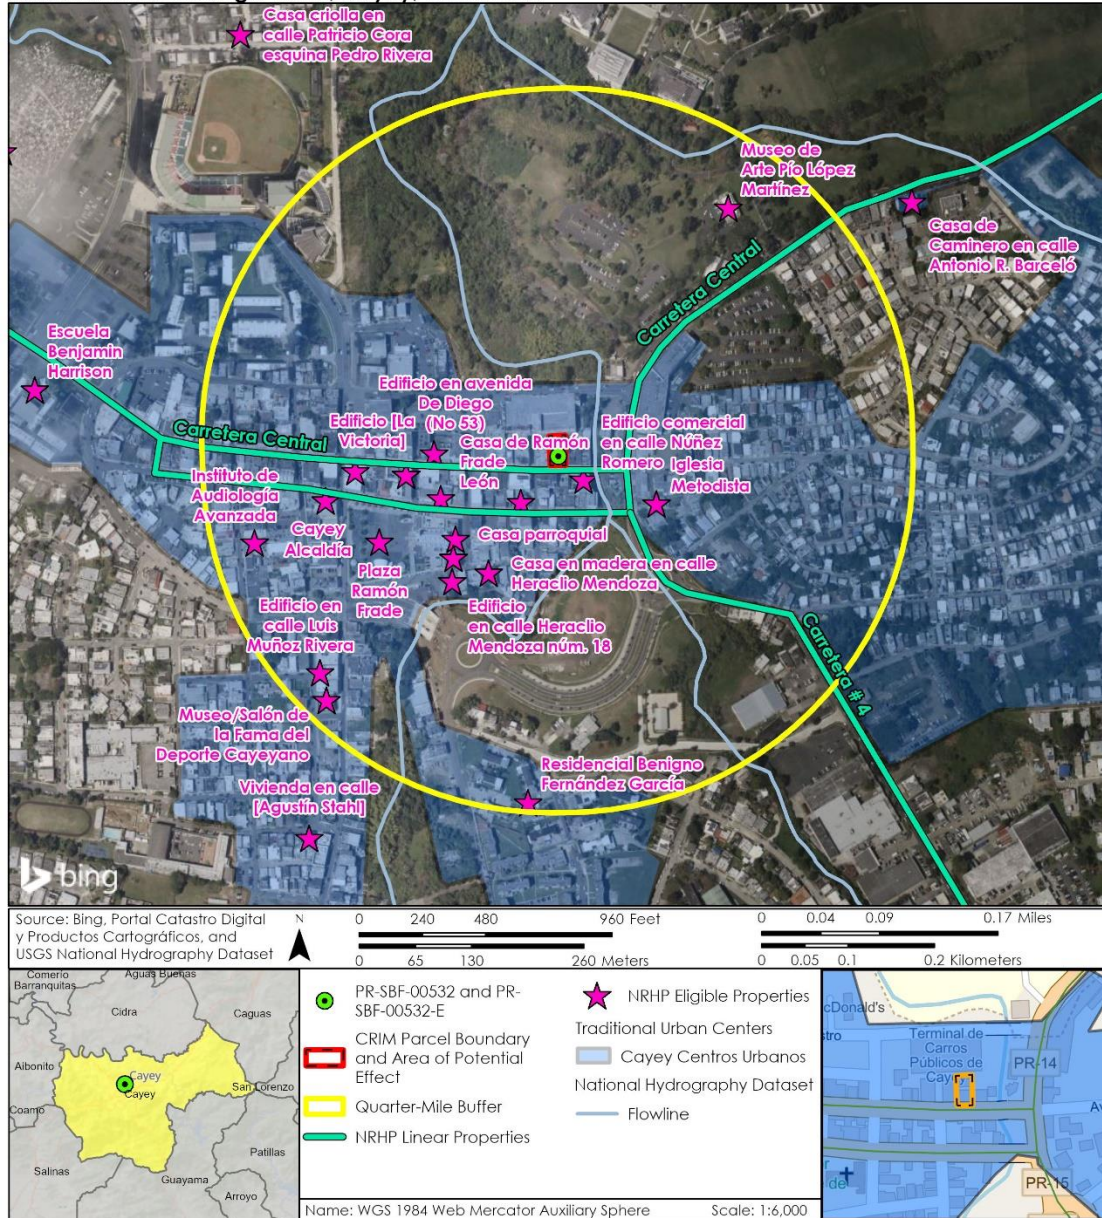 Casa criolla en
calle Patricio Cora
esquina Pedro Rivera
Museo de
Arte Pío López
Martínez
Casa de
Caminero en calle
Antonio R. Barceló
Carretera Central
Escuela
Benjamin
Harrison
Edificio en avenida
De Diego
(No 53)
Edificio [La
Victoria]
Carretera Central
Casa de Ramón
Frade
León
Edificio comercial
en calle Núñez
Romero
Iglesia
Metodista
Instituto de
Audiología
Avanzada
Cayey
Alcaldía
Casa parroquial
Plaza
Ramón
Frade
Casa en madera en calle
Heraclio Mendoza
Edificio
en calle Heraclio
Mendoza núm. 18
Edificio en
calle Luis
Muñoz Rivera
Carretera #4
Museo/Salón de
la Fama del
Deporte Cayeyano
Residencial Benigno
Fernández García
Vivienda en calle
[Agustín Stahl]
bing
Source: Bing, Portal Catastro Digital
y Productos Cartográficos, and
USGS National Hydrography Dataset
N
0 240 480 960 Feet
0 65 130 260 Meters
0 0.04 0.09 0.17 Miles
0 0.05 0.1 0.2 Kilometers
Comerío
Barranquitas
Aguas Buenas
Cidra
Caguas
Aibonito
Cayey
Cayey
San Lorenzo
Coamo
Salinas
Patillas
Guayama
Arroyo
PR-SBF-00532 and PR-
SBF-00532-E
CRIM Parcel Boundary
and Area of Potential
Effect
Quarter-Mile Buffer
NRHP Linear Properties
NRHP Eligible Properties
Traditional Urban Centers
Cayey Centros Urbanos
National Hydrography Dataset
Flowline
Name: WGS 1984 Web Mercator Auxiliary Sphere
Scale: 1:6,000
cDonald's
stro
Terminal de
Carros
Públicos de
PR-14
Av
PR-15
r
de